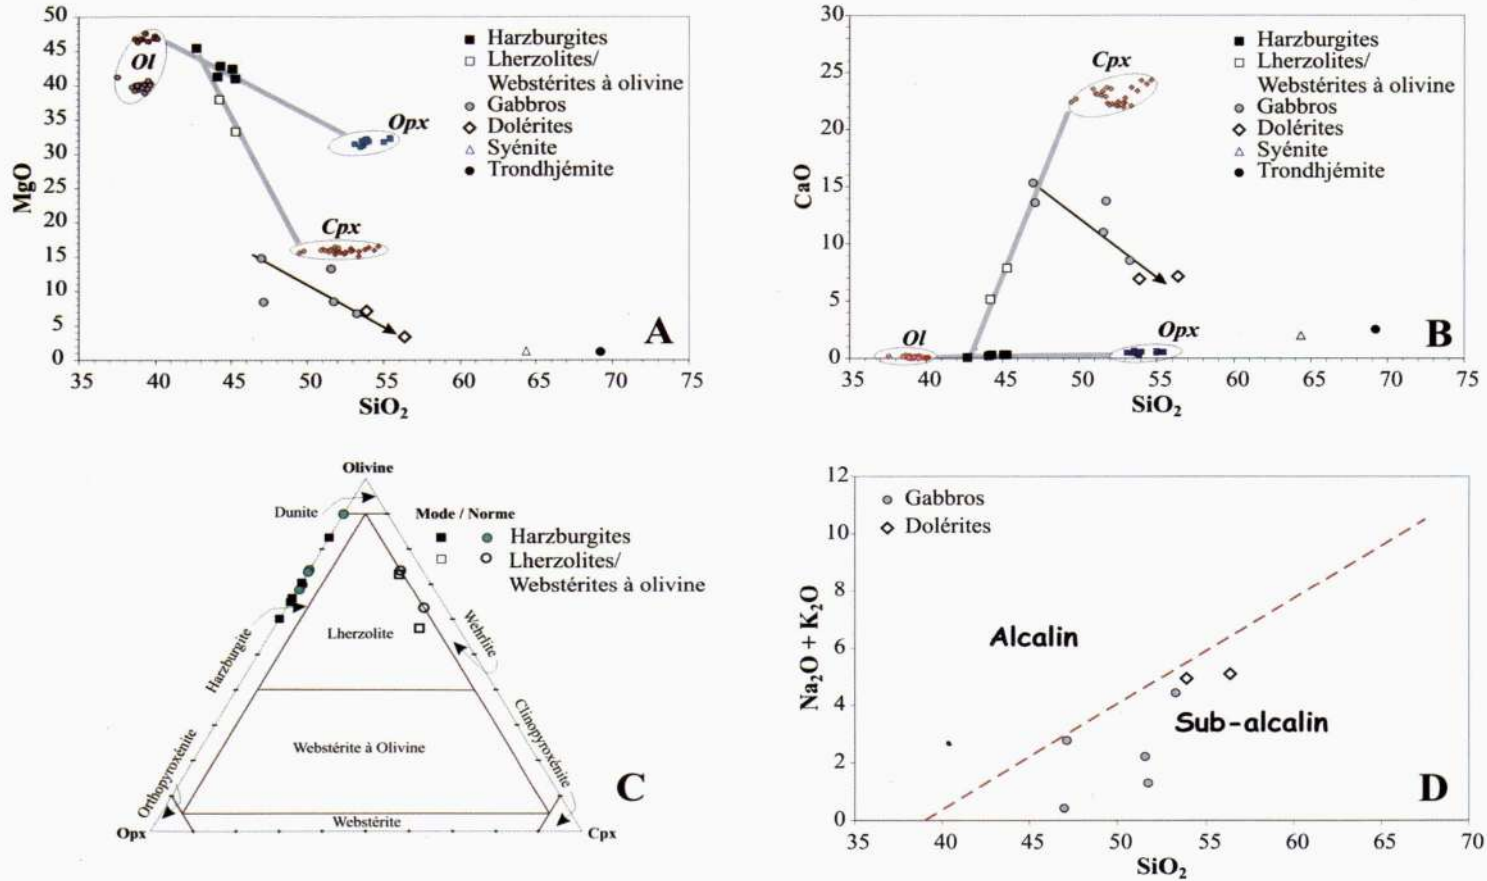 MgO
50
45
40
35
30
25
20
15
10
5
0
35 40 45 50 55 60 65 70 75
SiO₂
Ol
Opx
Cpx
Harzburgites
Lherzolites/
Webstérites à olivine
Gabbros
Dolérites
Syénite
Trondhjémite
A
CaO
30
25
20
15
10
5
0
35 40 45 50 55 60 65 70 75
SiO₂
Cpx
Ol
Opx
Harzburgites
Lherzolites/
Webstérites à olivine
Gabbros
Dolérites
Syénite
Trondhjémite
B
Olivine
Dunite
Mode / Norme
Harzburgites
Lherzolites/
Webstérites à olivine
Harzburgite
Lherzolite
Wehrlite
Orthopyroxénite
Webstérite à Olivine
Clinopyroxénite
Webstérite
Opx
Cpx
C
Na₂O + K₂O
12
10
8
6
4
2
0
35 40 45 50 55 60 65 70
SiO₂
Gabbros
Dolérites
Alcalin
Sub-alcalin
D